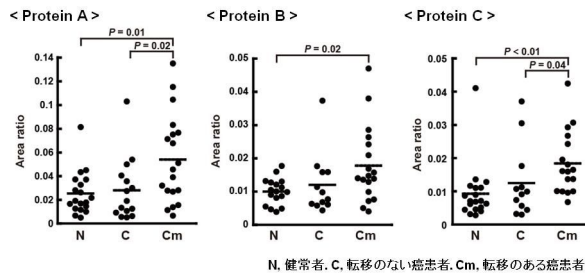 < Protein A >
P = 0.01
P = 0.02
Area ratio
0.14
0.12
0.1
0.08
0.06
0.04
0.02
0
N
C
Cm
< Protein B >
P = 0.02
Area ratio
0.05
0.04
0.03
0.02
0.01
0
N
C
Cm
< Protein C >
P < 0.01
P = 0.04
Area ratio
0.05
0.04
0.03
0.02
0.01
0
N
C
Cm
N, 健常者. C, 転移のない癌患者. Cm, 転移のある癌患者